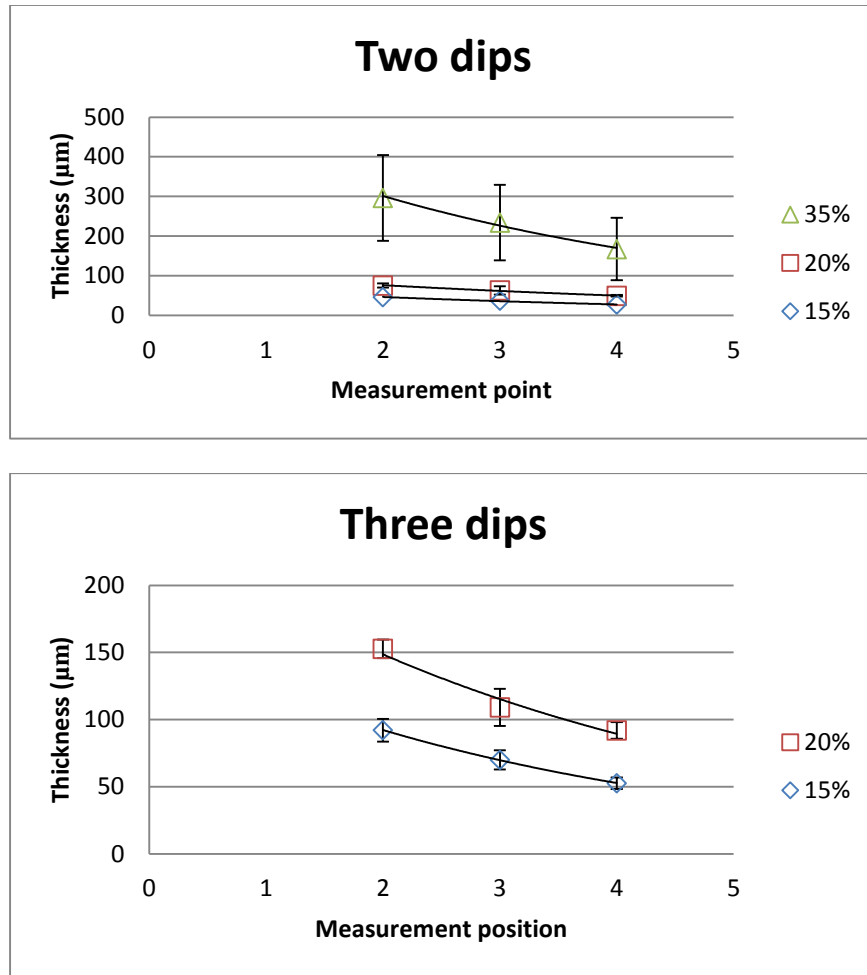 Two dips
500
400
300
200
100
0
Thickness (µm)
0 1 2 3 4 5
Measurement point
35%
20%
15%
Three dips
200
150
100
50
0
Thickness (µm)
0 1 2 3 4 5
Measurement position
20%
15%